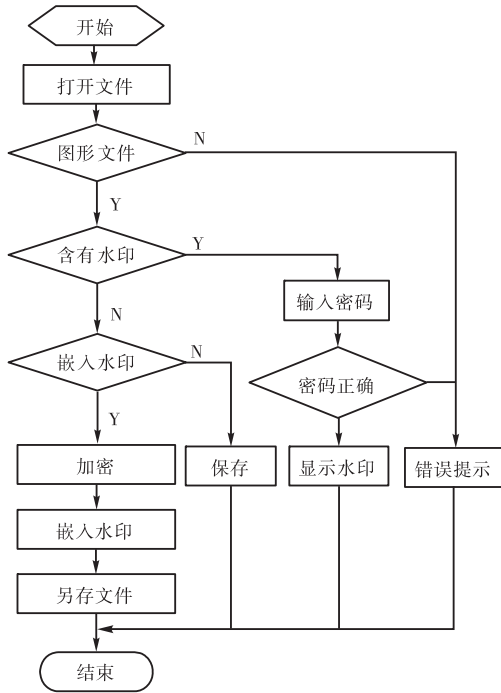 开始
打开文件
图形文件
N
Y
含有水印
Y
N
输入密码
嵌入水印
N
密码正确
Y
加密
保存
显示水印
错误提示
嵌入水印
另存文件
结束